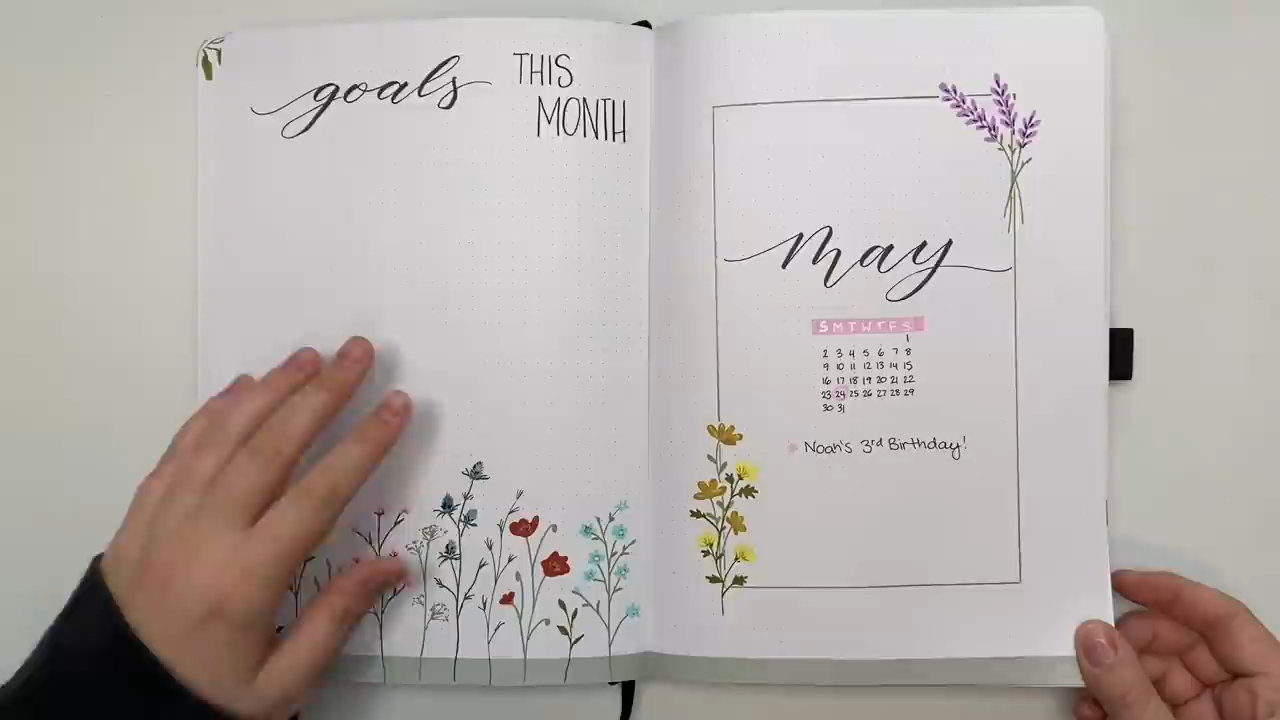 goals THIS
MONTH
may
S M T W T F S
1
2 3 4 5 6 7 8
9 10 11 12 13 14 15
16 17 18 19 20 21 22
23 24 25 26 27 28 29
30 31
Noah's 3rd Birthday!